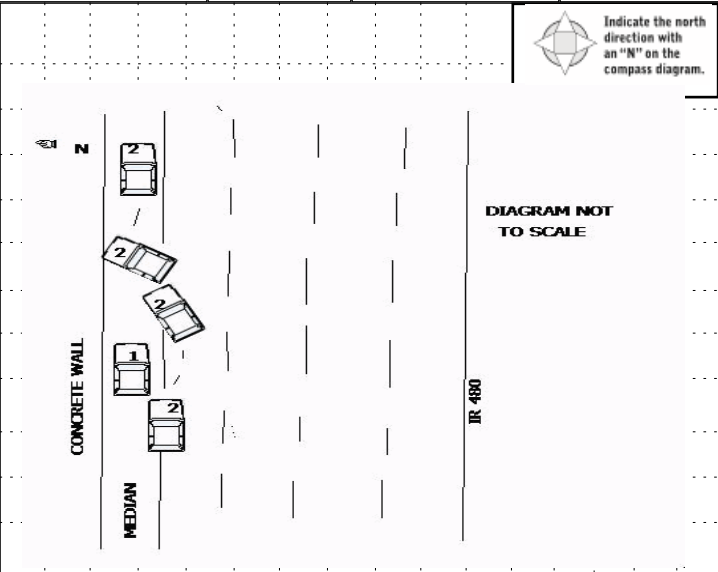 Indicate the north
direction with
an “N” on the
compass diagram.
N
2
DIAGRAM NOT
TO SCALE
2
2
1
CONCRETE WALL
2
IR 480
MEDIAN